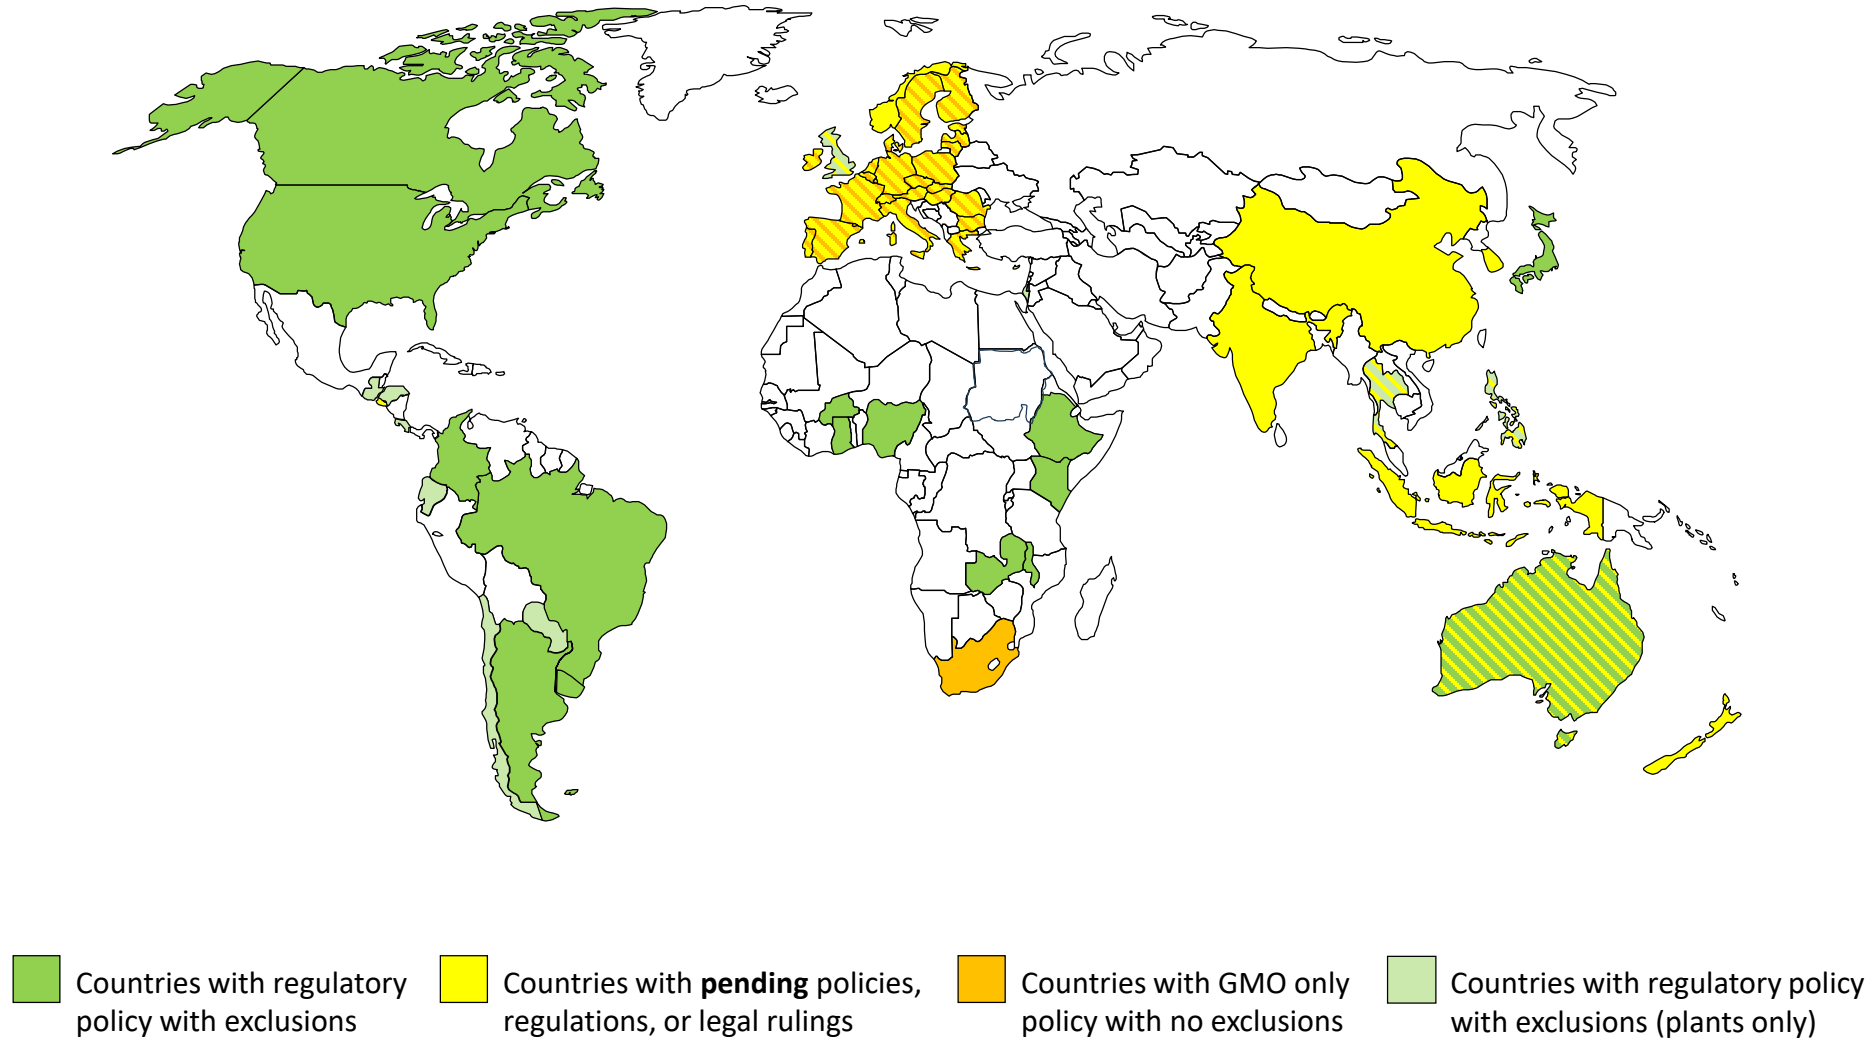 Countries with regulatory
policy with exclusions
Countries with pending policies,
regulations, or legal rulings
Countries with GMO only
policy with no exclusions
Countries with regulatory policy
with exclusions (plants only)